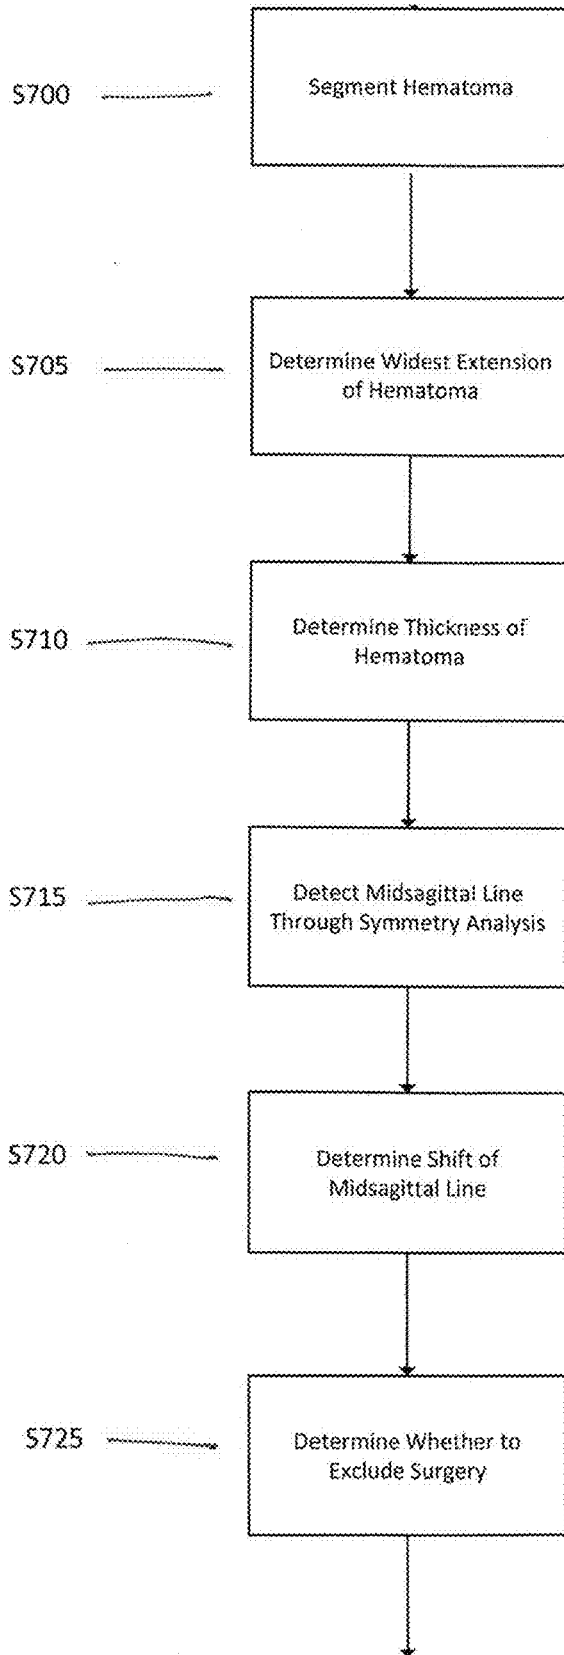 S700
Segment Hematoma
S705
Determine Widest Extension
of Hematoma
S710
Determine Thickness of
Hematoma
S715
Detect Midsagittal Line
Through Symmetry Analysis
S720
Determine Shift of
Midsagittal Line
S725
Determine Whether to
Exclude Surgery